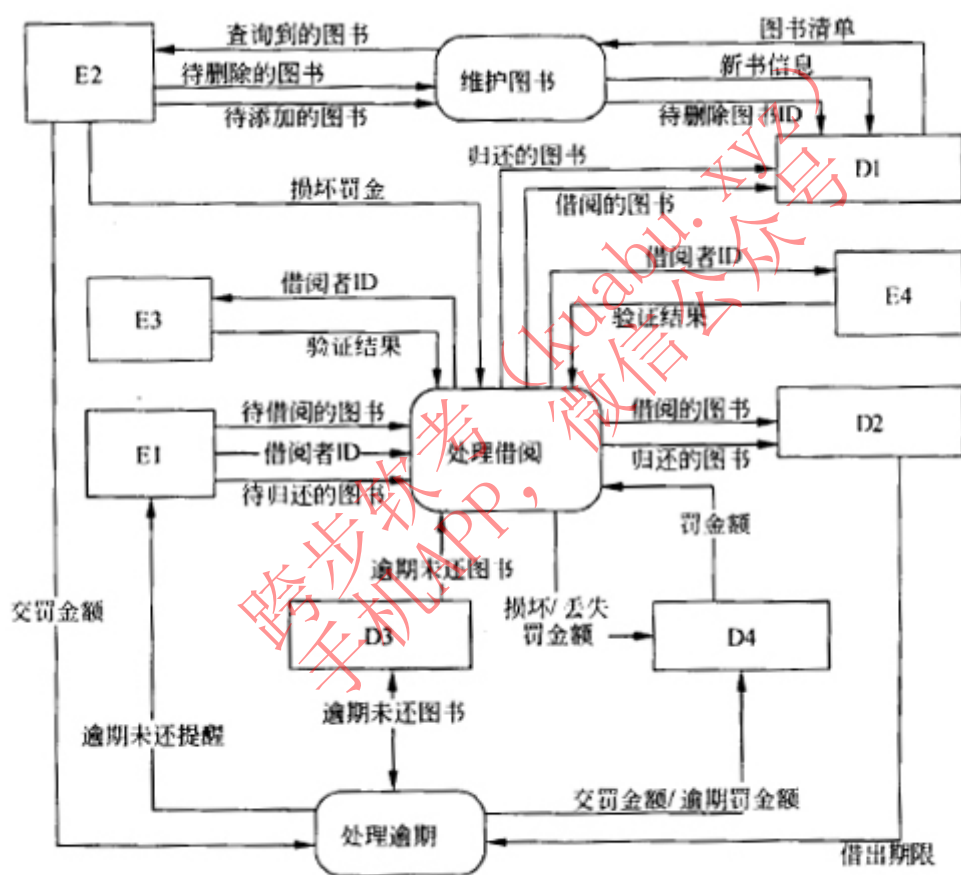 查询到的图书
图书清单
E2
待删除的图书
维护图书
新书信息
待添加的图书
待删除图书ID
归还的图书
D1
损坏罚金
借阅的图书
借阅者ID
借阅者ID
E3
E4
验证结果
验证结果
待借阅的图书
借阅的图书
D2
E1
借阅者ID
处理借阅
归还的图书
待归还的图书
罚金额
逾期未还图书
交罚金额
损坏/丢失
罚金额
D3
D4
逾期未还图书
逾期未还提醒
交罚金额/逾期罚金额
处理逾期
借出期限
跨步软考(kuabu.xyz)
手机APP,微信公众号